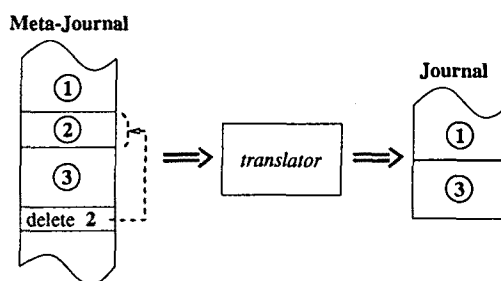 Meta-Journal
①
②
③
delete 2
translator
Journal
①
③